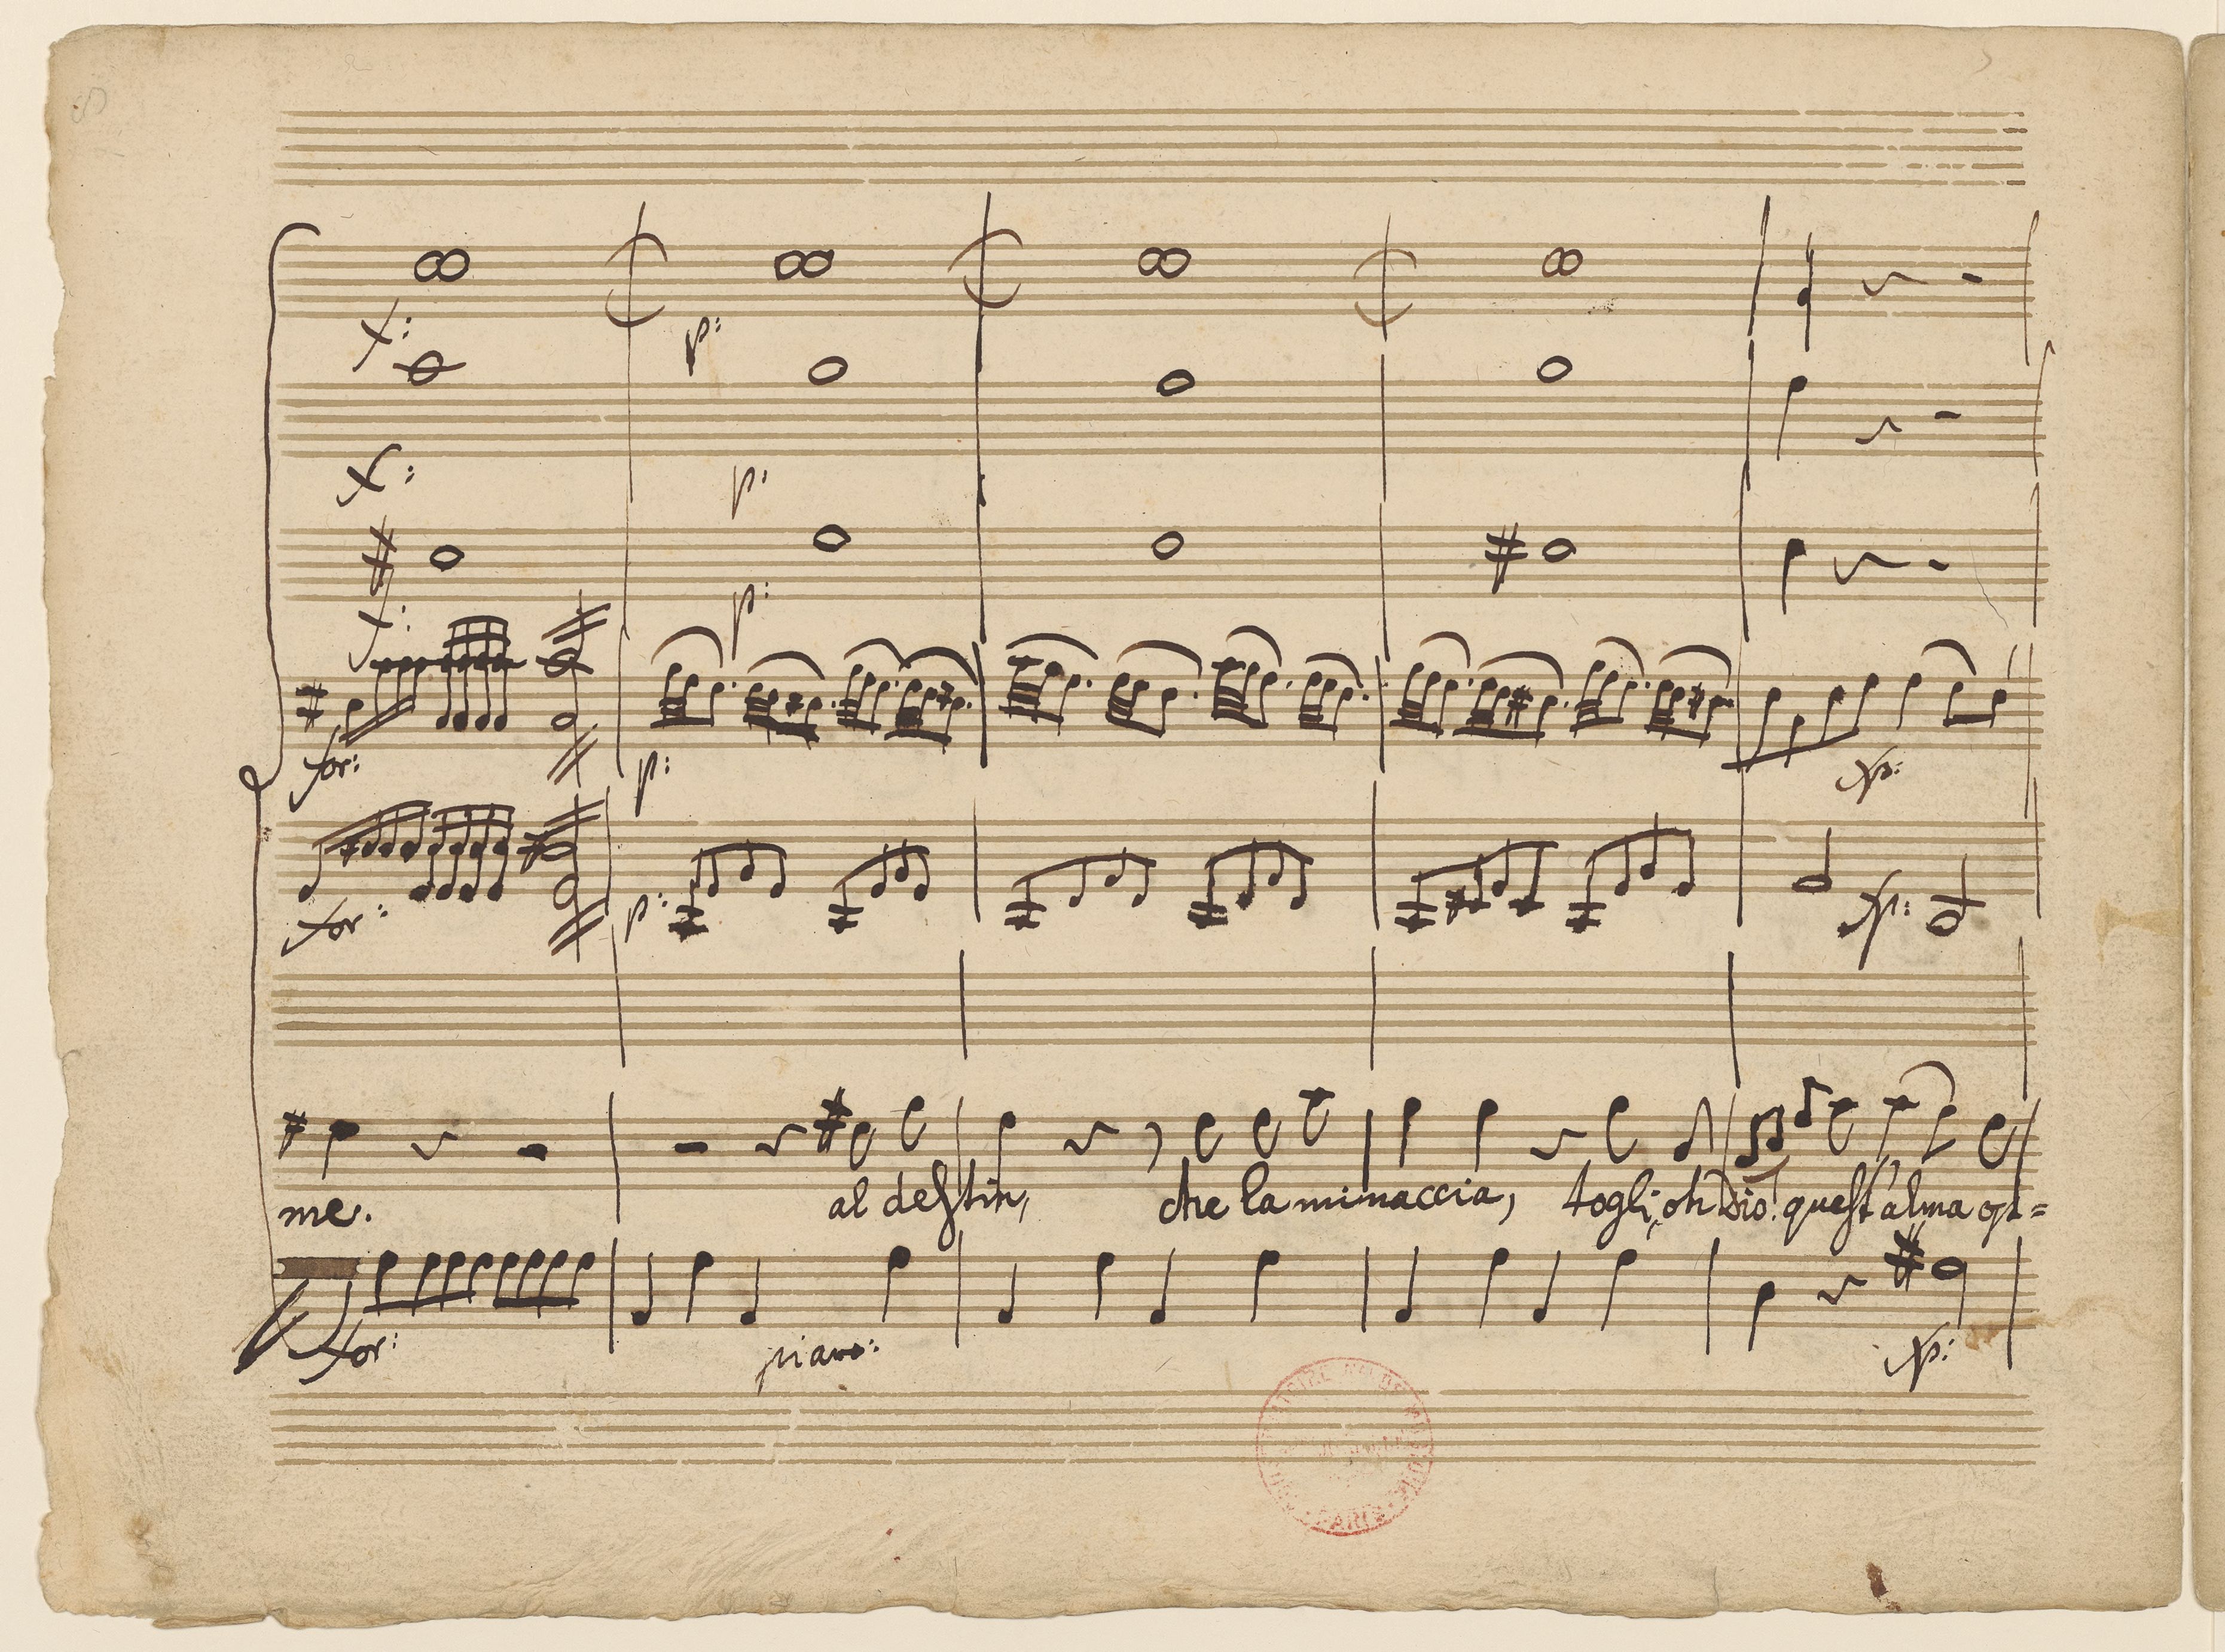 f: p:
f: p:
f: p:
for: p: fp:
for: p: fp:
me. al destin, che la minaccia, togli, oh Dio! quest'alma op=
for: piano: fp:
PARIS